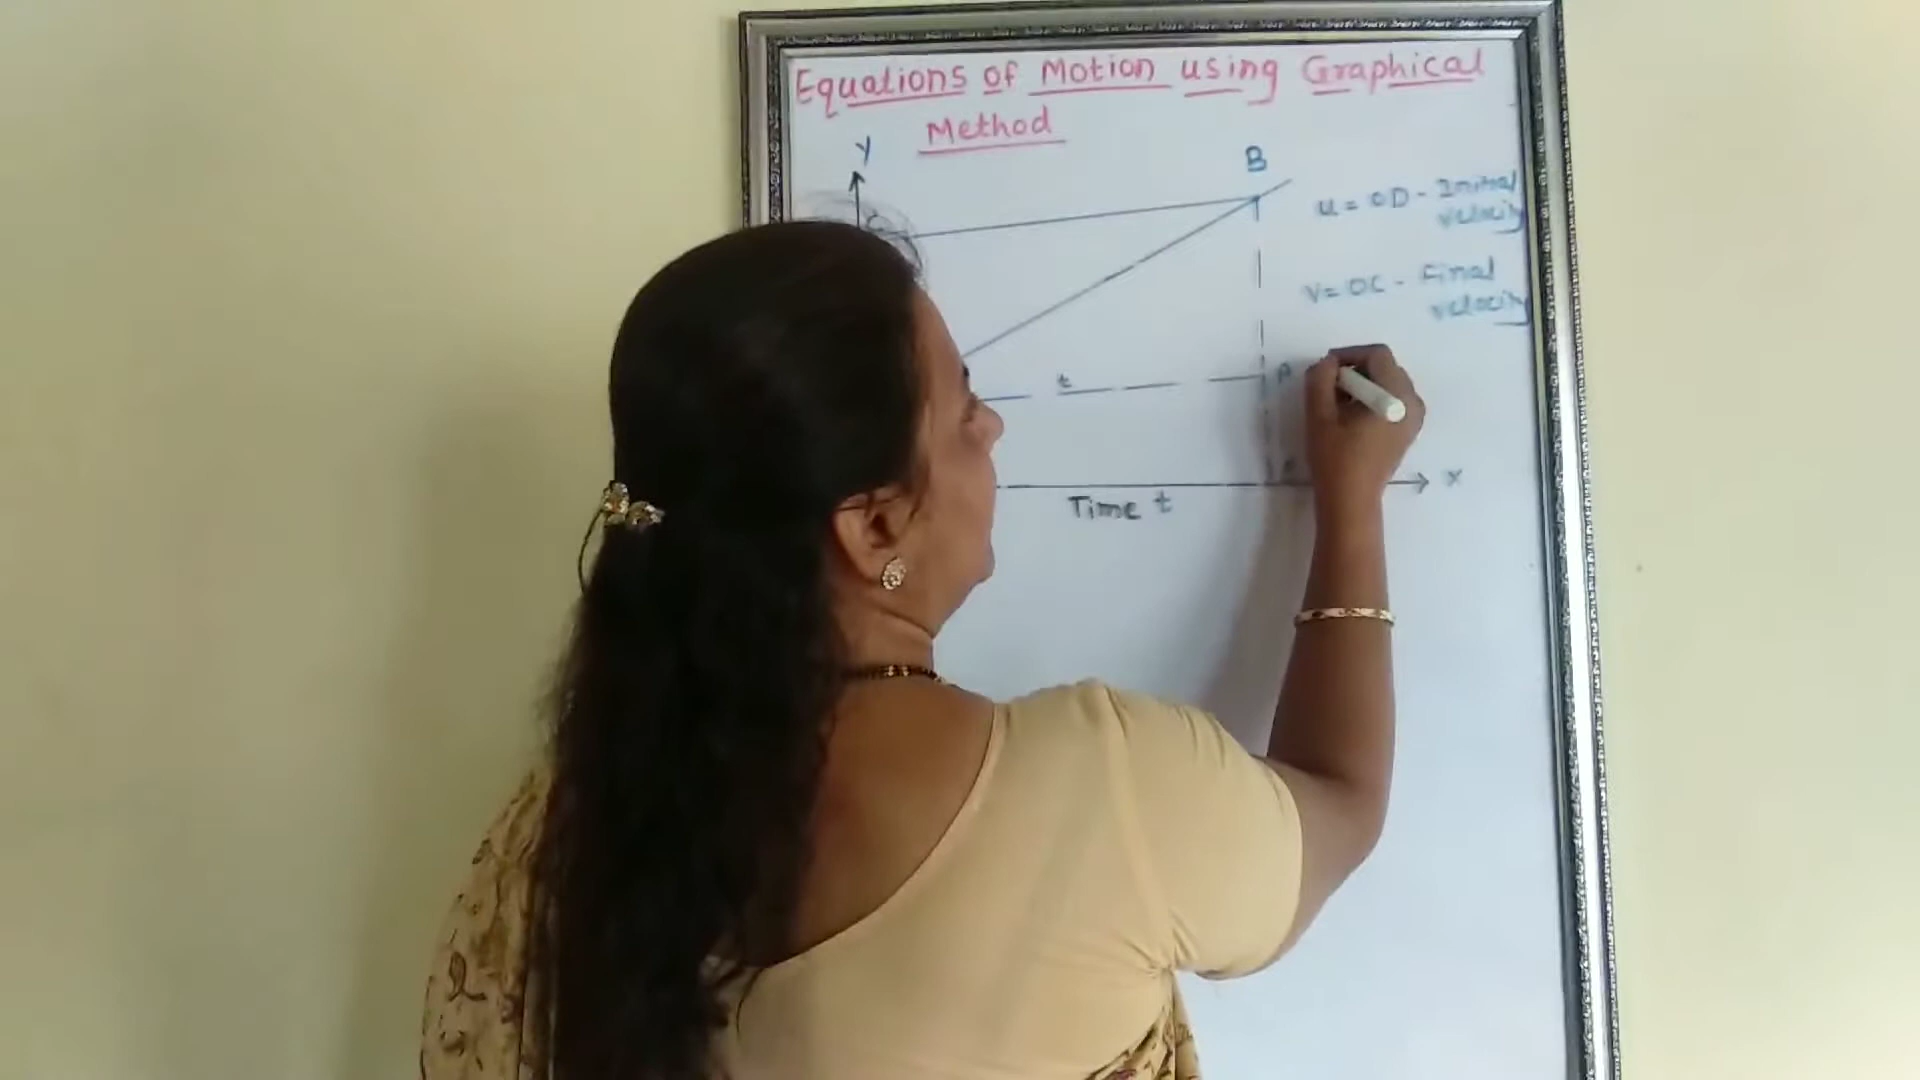 Equations of Motion using Graphical
Method
y
B
u = OD - Initial
velocity
v = OC - Final
velocity
t
A
x
Time t